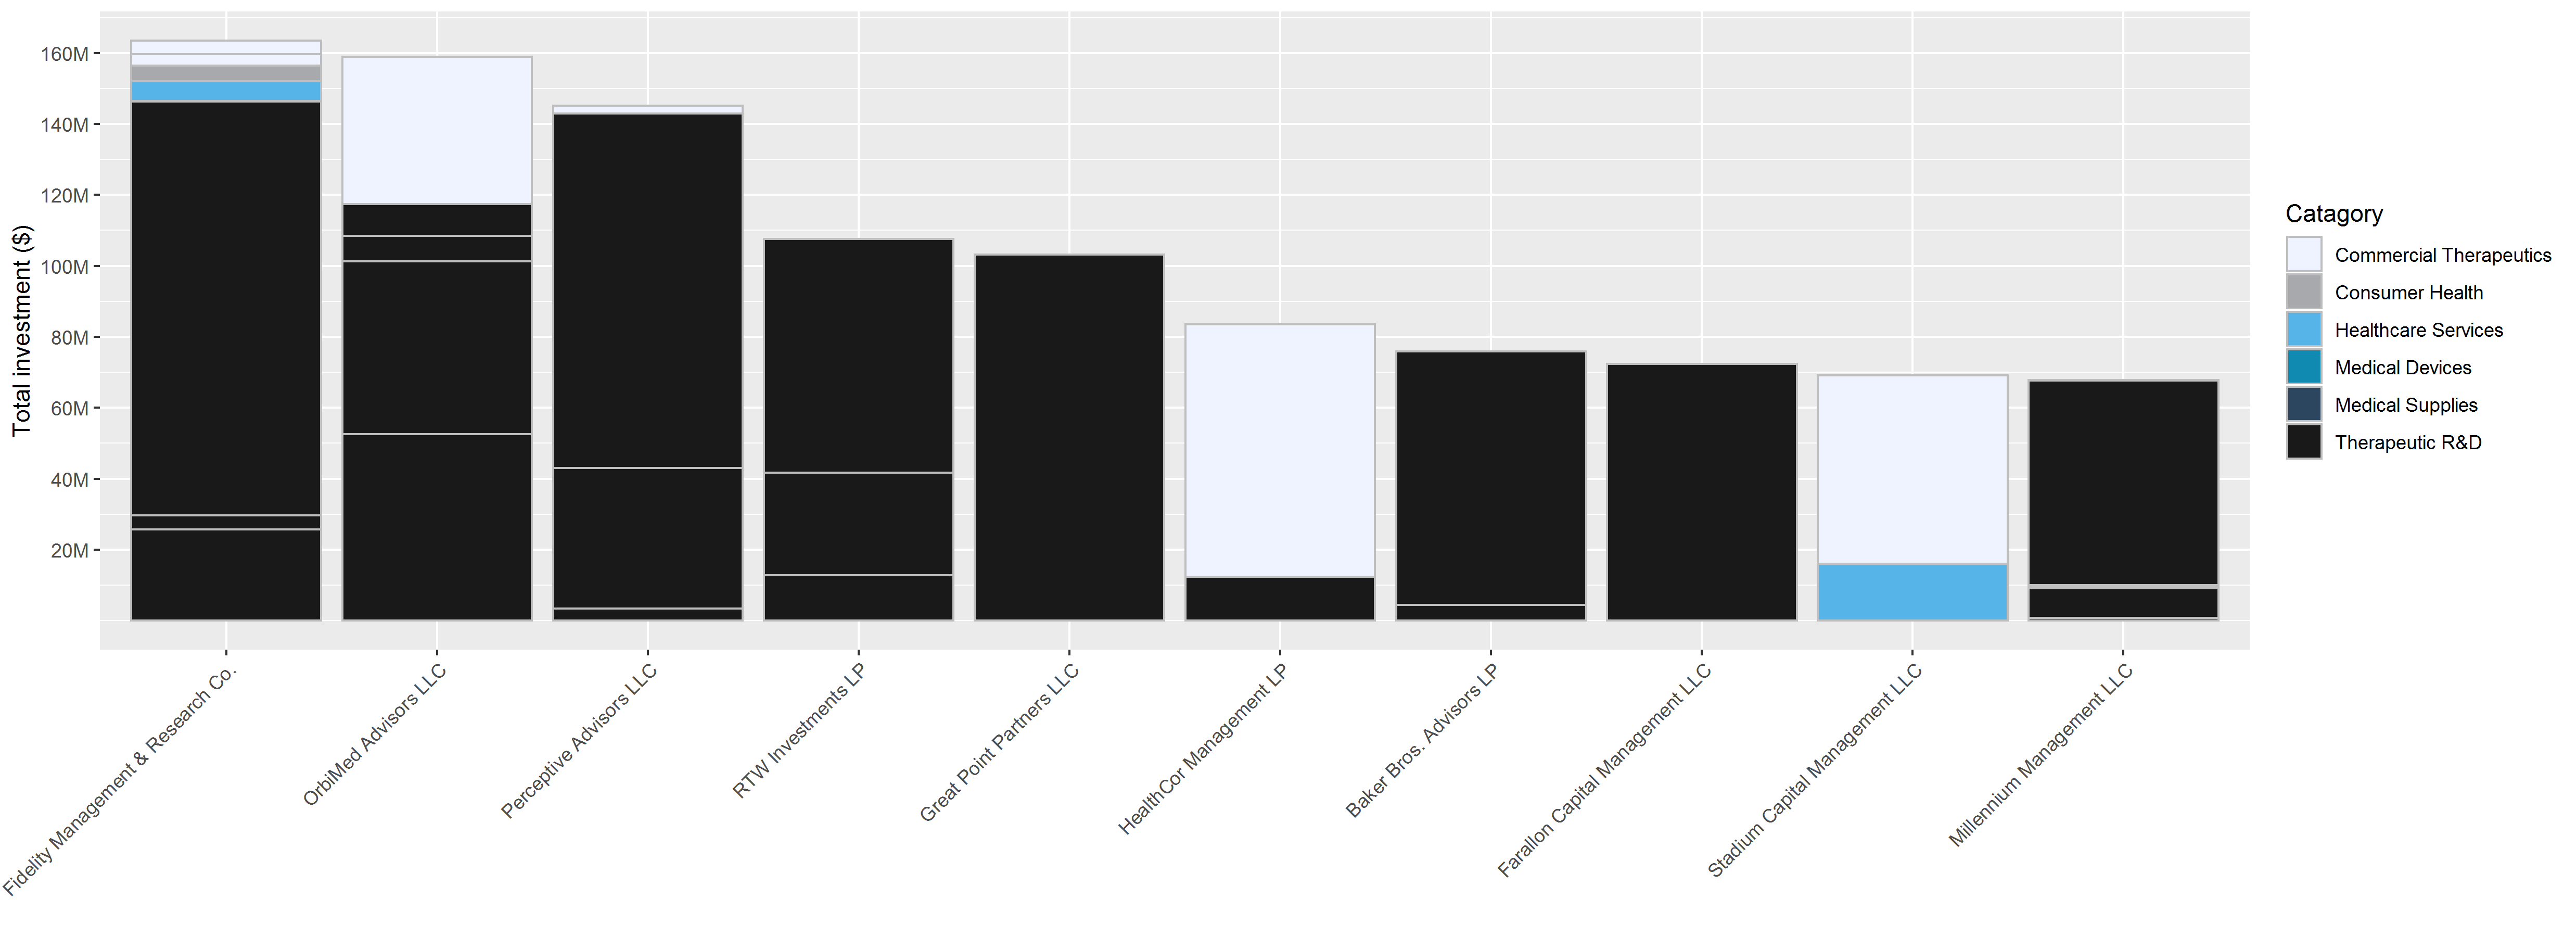 Total investment ($)
160M
140M
120M
100M
80M
60M
40M
20M
Fidelity Management & Research Co.
OrbiMed Advisors LLC
Perceptive Advisors LLC
RTW Investments LP
Great Point Partners LLC
HealthCor Management LP
Baker Bros. Advisors LP
Farallon Capital Management LLC
Stadium Capital Management LLC
Millennium Management LLC
Catagory
Commercial Therapeutics
Consumer Health
Healthcare Services
Medical Devices
Medical Supplies
Therapeutic R&D